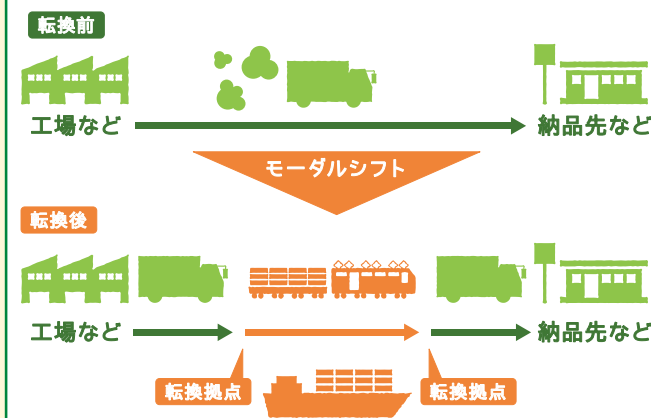 転換前
工場など
納品先など
モーダルシフト
転換後
工場など
納品先など
転換拠点
転換拠点